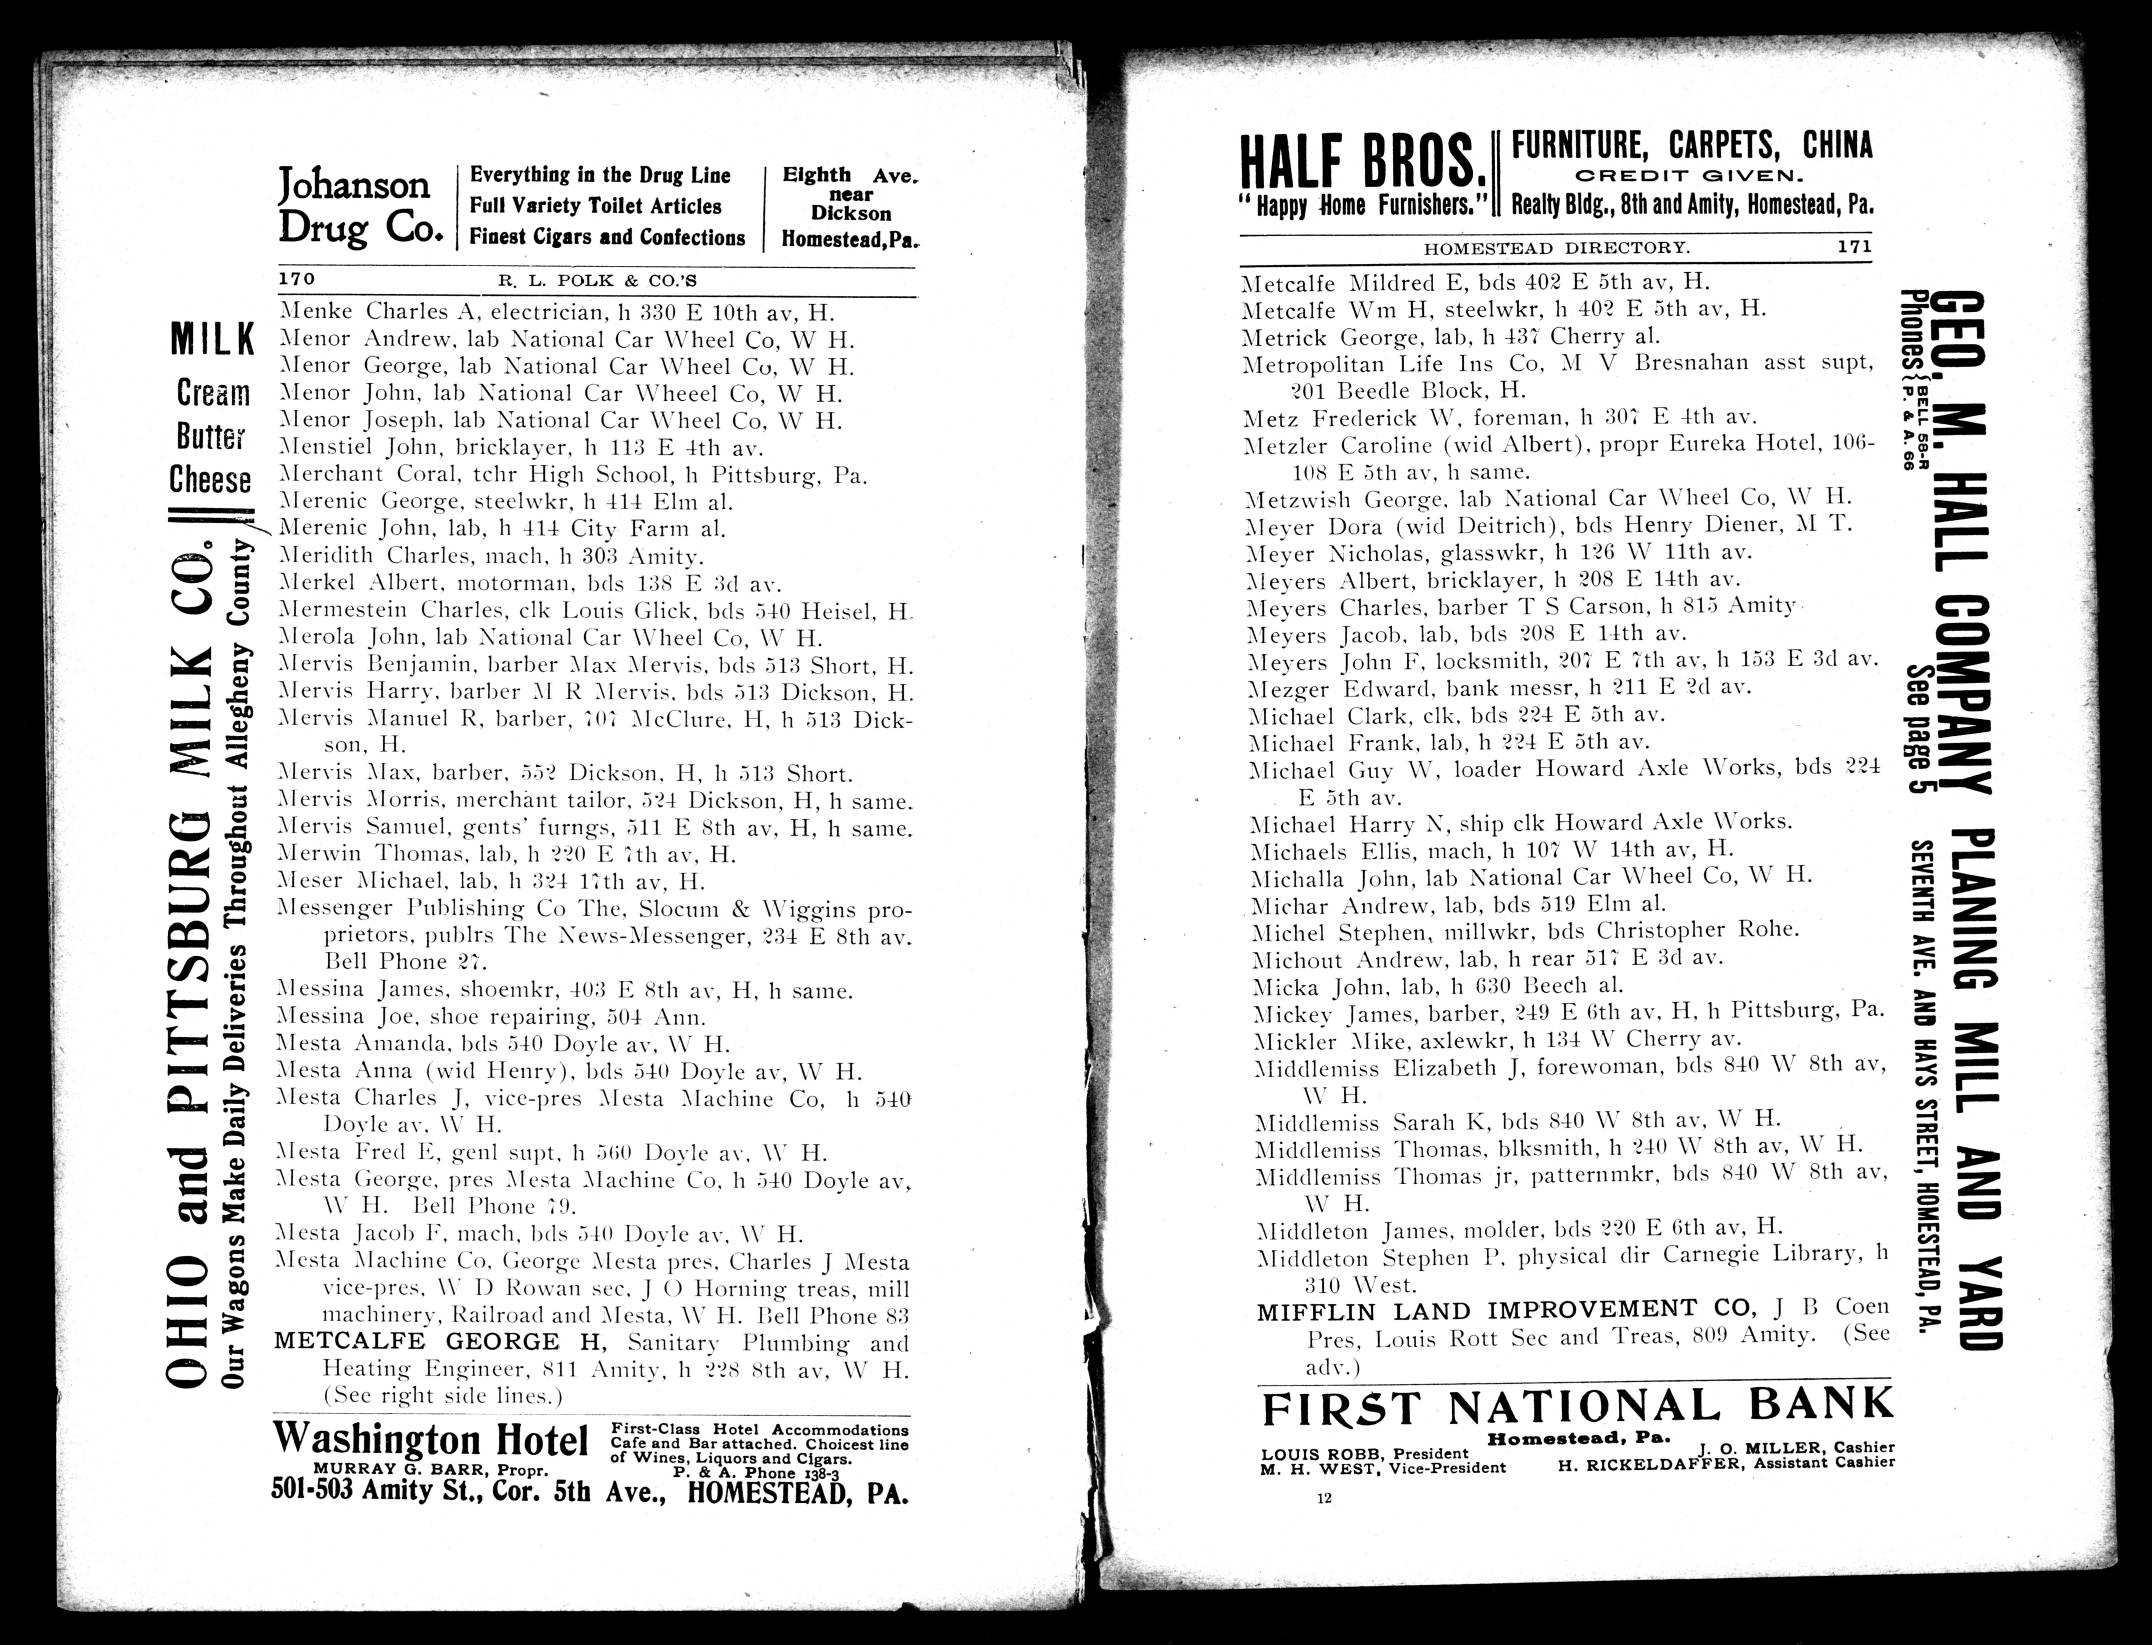 Johanson
Drug Co.
Everything in the Drug Line
Full Variety Toilet Articles
Finest Cigars and Confections
Eighth Ave.
near
Dickson
Homestead, Pa.
170 R. L. POLK & CO.'S
MILK
Cream
Butter
Cheese
OHIO and PITTSBURG MILK CO.
Our Wagons Make Daily Deliveries Throughout Allegheny County
Menke Charles A, electrician, h 330 E 10th av, H.
Menor Andrew, lab National Car Wheel Co, W H.
Menor George, lab National Car Wheel Co, W H.
Menor John, lab National Car Wheeel Co, W H.
Menor Joseph, lab National Car Wheel Co, W H.
Menstiel John, bricklayer, h 113 E 4th av.
Merchant Coral, tchr High School, h Pittsburg, Pa.
Merenic George, steelwkr, h 414 Elm al.
Merenic John, lab, h 414 City Farm al.
Meridith Charles, mach, h 303 Amity.
Merkel Albert, motorman, bds 138 E 3d av.
Mermestein Charles, clk Louis Glick, bds 540 Heisel, H.
Merola John, lab National Car Wheel Co, W H.
Mervis Benjamin, barber Max Mervis, bds 513 Short, H.
Mervis Harry, barber M R Mervis, bds 513 Dickson, H.
Mervis Manuel R, barber, 707 McClure, H, h 513 Dick-
son, H.
Mervis Max, barber, 552 Dickson, H, h 513 Short.
Mervis Morris, merchant tailor, 524 Dickson, H, h same.
Mervis Samuel, gents' furngs, 511 E 8th av, H, h same.
Merwin Thomas, lab, h 220 E 7th av, H.
Meser Michael, lab, h 324 17th av, H.
Messenger Publishing Co The, Slocum & Wiggins pro-
prietors, publrs The News-Messenger, 234 E 8th av.
Bell Phone 27.
Messina James, shoemkr, 403 E 8th av, H, h same.
Messina Joe, shoe repairing, 504 Ann.
Mesta Amanda, bds 540 Doyle av, W H.
Mesta Anna (wid Henry), bds 540 Doyle av, W H.
Mesta Charles J, vice-pres Mesta Machine Co, h 540
Doyle av, W H.
Mesta Fred E, genl supt, h 560 Doyle av, W H.
Mesta George, pres Mesta Machine Co, h 540 Doyle av,
W H. Bell Phone 79.
Mesta Jacob F, mach, bds 540 Doyle av, W H.
Mesta Machine Co, George Mesta pres, Charles J Mesta
vice-pres, W D Rowan sec, J O Horning treas, mill
machinery, Railroad and Mesta, W H. Bell Phone 83
METCALFE GEORGE H, Sanitary Plumbing and
Heating Engineer, 811 Amity, h 228 8th av, W H.
(See right side lines.)
Washington Hotel
MURRAY G. BARR, Propr.
First-Class Hotel Accommodations
Cafe and Bar attached. Choicest line
of Wines, Liquors and Cigars.
P. & A. Phone 138-3
501-503 Amity St., Cor. 5th Ave., HOMESTEAD, PA.
HALF BROS.
"Happy Home Furnishers."
FURNITURE, CARPETS, CHINA
CREDIT GIVEN.
Realty Bldg., 8th and Amity, Homestead, Pa.
HOMESTEAD DIRECTORY. 171
Metcalfe Mildred E, bds 402 E 5th av, H.
Metcalfe Wm H, steelwkr, h 402 E 5th av, H.
Metrick George, lab, h 437 Cherry al.
Metropolitan Life Ins Co, M V Bresnahan asst supt,
201 Beedle Block, H.
Metz Frederick W, foreman, h 307 E 4th av.
Metzler Caroline (wid Albert), propr Eureka Hotel, 106-
108 E 5th av, h same.
Metzwish George, lab National Car Wheel Co, W H.
Meyer Dora (wid Deitrich), bds Henry Diener, M T.
Meyer Nicholas, glasswkr, h 126 W 11th av.
Meyers Albert, bricklayer, h 208 E 14th av.
Meyers Charles, barber T S Carson, h 815 Amity.
Meyers Jacob, lab, bds 208 E 14th av.
Meyers John F, locksmith, 207 E 7th av, h 153 E 3d av.
Mezger Edward, bank messr, h 211 E 2d av.
Michael Clark, clk, bds 224 E 5th av.
Michael Frank, lab, h 224 E 5th av.
Michael Guy W, loader Howard Axle Works, bds 224
E 5th av.
Michael Harry N, ship clk Howard Axle Works.
Michaels Ellis, mach, h 107 W 14th av, H.
Michalla John, lab National Car Wheel Co, W H.
Michar Andrew, lab, bds 519 Elm al.
Michel Stephen, millwkr, bds Christopher Rohe.
Michout Andrew, lab, h rear 517 E 3d av.
Micka John, lab, h 630 Beech al.
Mickey James, barber, 249 E 6th av, H, h Pittsburg, Pa.
Mickler Mike, axlewkr, h 134 W Cherry av.
Middlemiss Elizabeth J, forewoman, bds 840 W 8th av,
W H.
Middlemiss Sarah K, bds 840 W 8th av, W H.
Middlemiss Thomas, blksmith, h 240 W 8th av, W H.
Middlemiss Thomas jr, patternmkr, bds 840 W 8th av,
W H.
Middleton James, molder, bds 220 E 6th av, H.
Middleton Stephen P, physical dir Carnegie Library, h
310 West.
MIFFLIN LAND IMPROVEMENT CO, J B Coen
Pres, Louis Rott Sec and Treas, 809 Amity. (See
adv.)
GEO. M. HALL COMPANY PLANING MILL AND YARD
Phones { BELL 58-R
P. & A. 66
See page 5
SEVENTH AVE. AND HAYS STREET, HOMESTEAD, PA.
FIRST NATIONAL BANK
Homestead, Pa.
LOUIS ROBB, President J. O. MILLER, Cashier
M. H. WEST, Vice-President H. RICKELDAFFER, Assistant Cashier
12